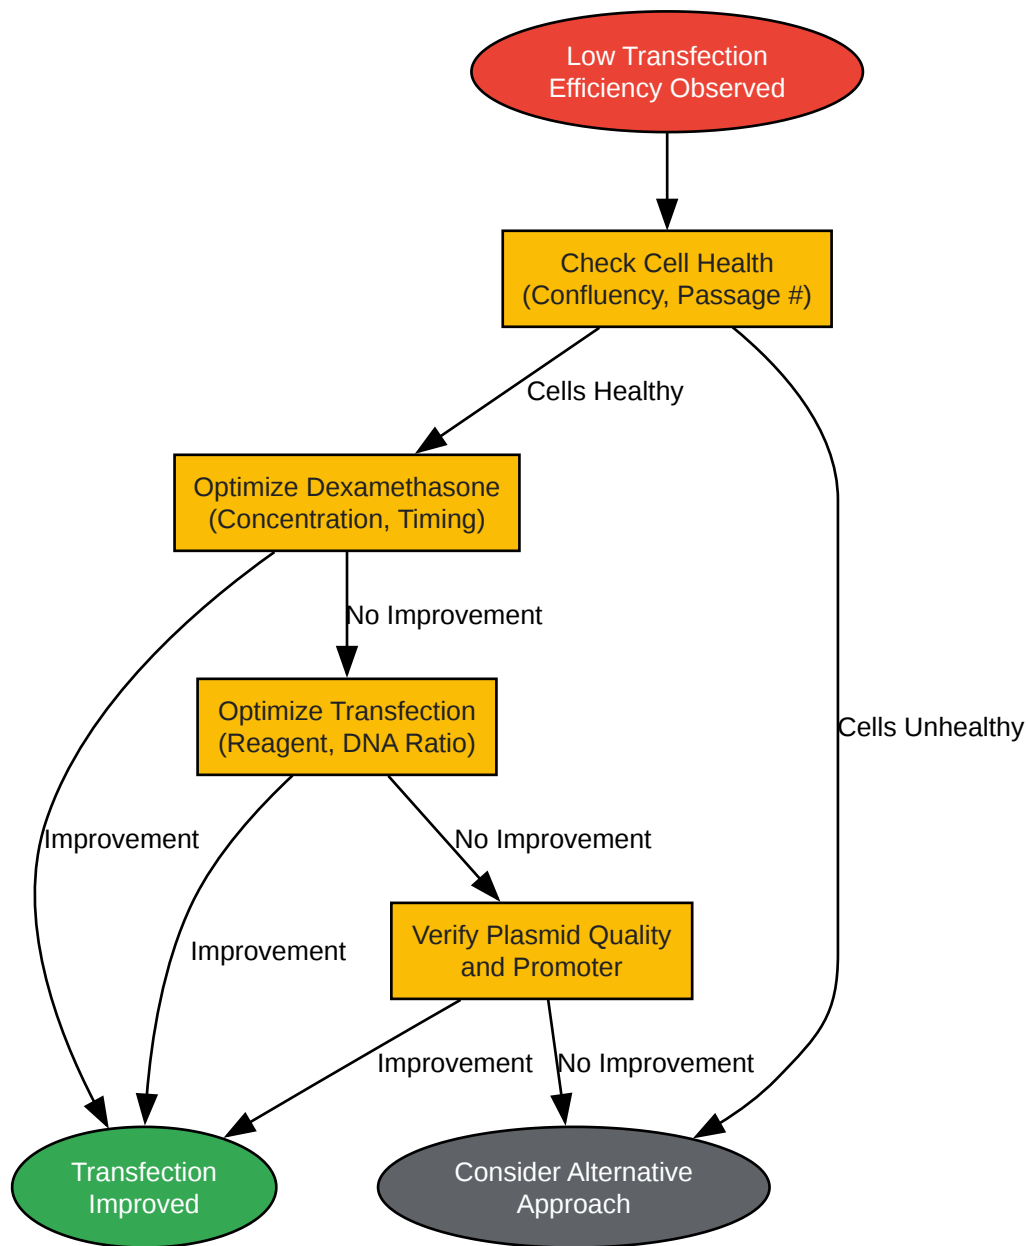 Low Transfection
Efficiency Observed
Check Cell Health
(Confluency, Passage #)
Cells Healthy
Optimize Dexamethasone
(Concentration, Timing)
No Improvement
Optimize Transfection
(Reagent, DNA Ratio)
Cells Unhealthy
Improvement
No Improvement
Verify Plasmid Quality
and Promoter
Improvement
Improvement
No Improvement
Transfection
Improved
Consider Alternative
Approach